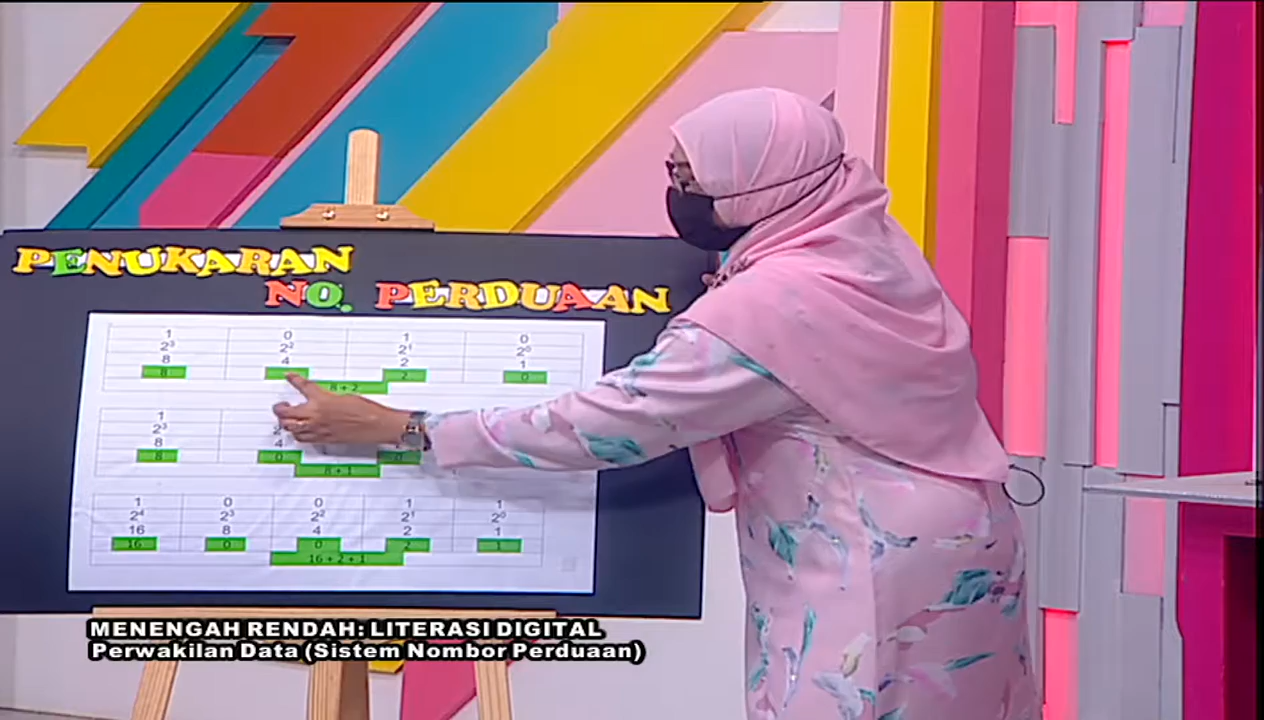 PENUKARAN
NO. PERDUAAN
1 0 1 0
2³ 2² 2¹ 2⁰
8 4 2 1
8 2 0
8 + 2
1
2³
8 4
8 0 0
8 + 1
1 0 0 1 1
2⁴ 2³ 2² 2¹ 2⁰
16 8 4 2 1
16 0 0 2 1
16 + 2 + 1
MENENGAH RENDAH: LITERASI DIGITAL
Perwakilan Data (Sistem Nombor Perduaan)